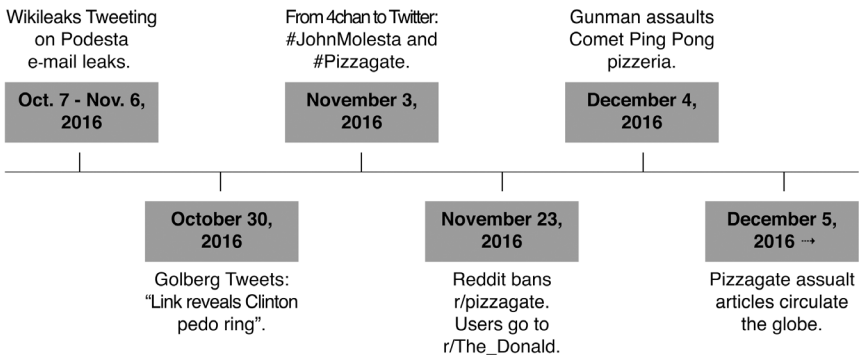 Wikileaks Tweeting
on Podesta
e-mail leaks.
Oct. 7 - Nov. 6,
2016
October 30,
2016
Golberg Tweets:
“Link reveals Clinton
pedo ring”.
From 4chan to Twitter:
#JohnMolesta and
#Pizzagate.
November 3,
2016
November 23,
2016
Reddit bans
r/pizzagate.
Users go to
r/The_Donald.
Gunman assaults
Comet Ping Pong
pizzeria.
December 4,
2016
December 5,
2016 ⇢
Pizzagate assualt
articles circulate
the globe.